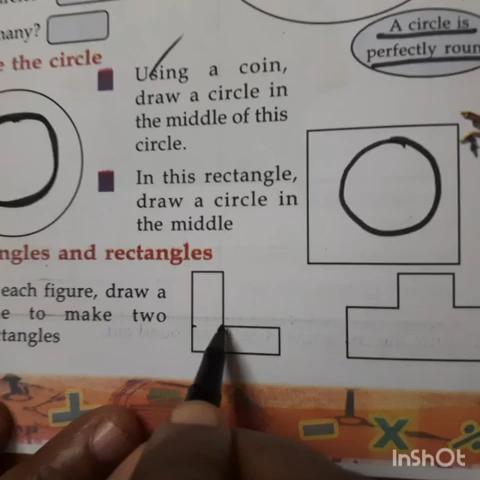 many?
A circle is
perfectly roun
e the circle
Using a coin,
draw a circle in
the middle of this
circle.
In this rectangle,
draw a circle in
the middle
ngles and rectangles
each figure, draw a
e to make two
tangles
+ − × ÷
InShOt